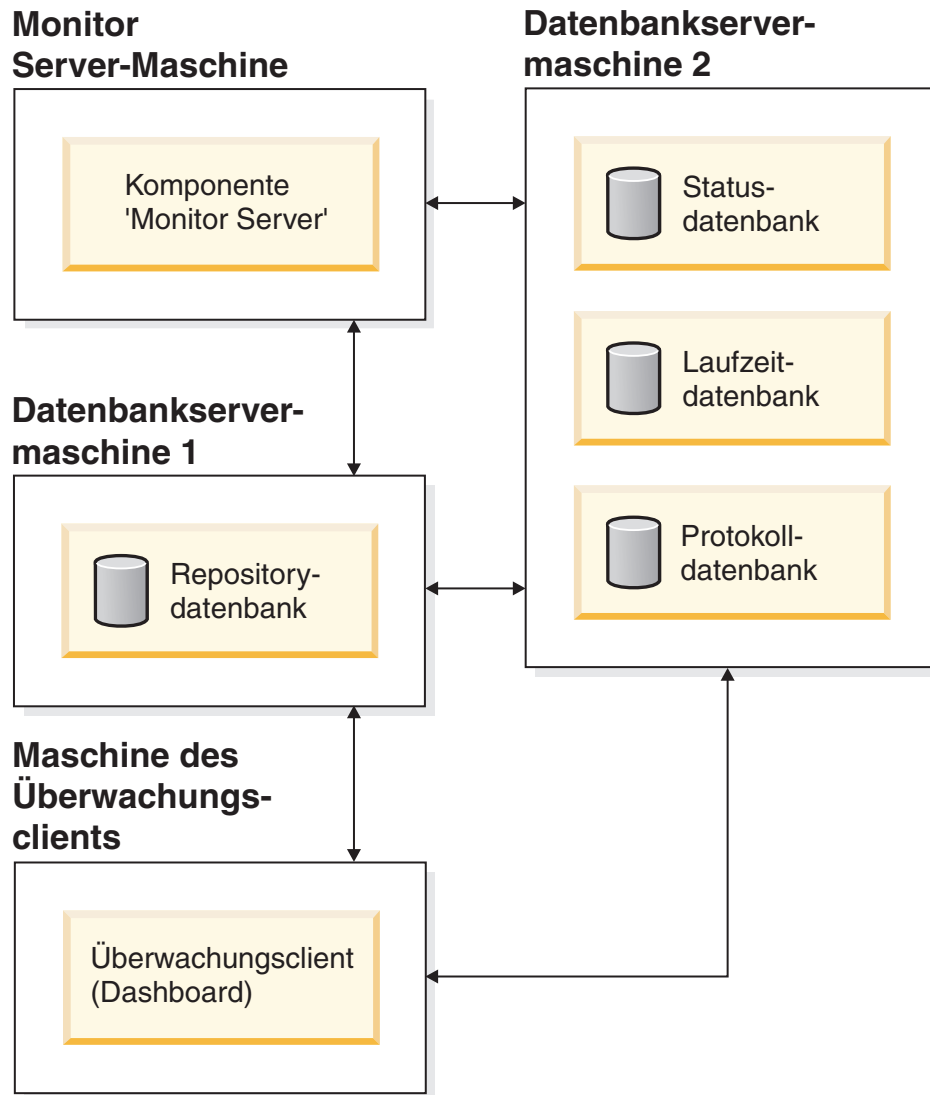 Monitor
Server-Maschine
Komponente
'Monitor Server'
Datenbankserver-
maschine 2
Status-
datenbank
Laufzeit-
datenbank
Protokoll-
datenbank
Datenbankserver-
maschine 1
Repository-
datenbank
Maschine des
Überwachungs-
clients
Überwachungsclient
(Dashboard)